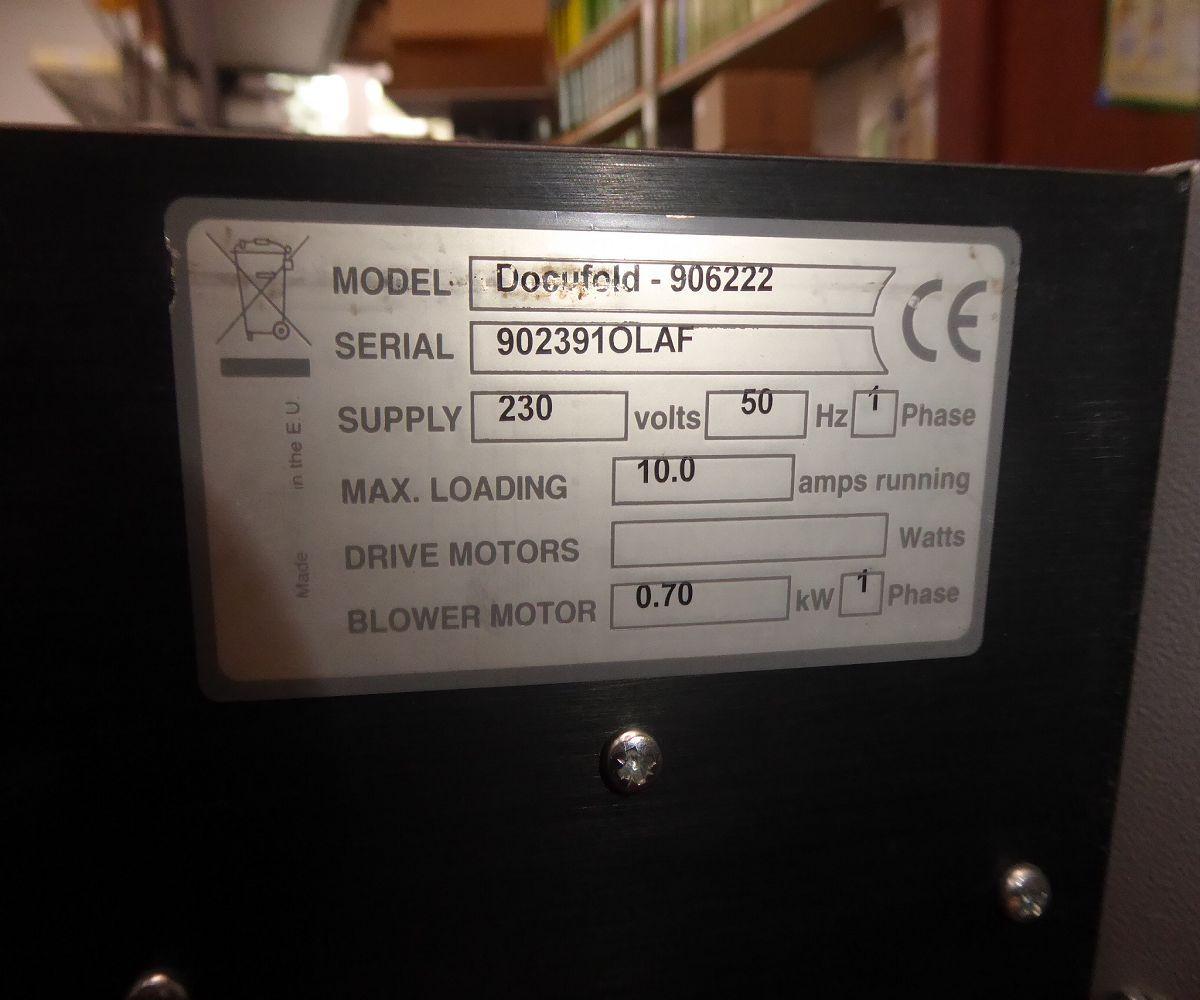 MODEL Docufold - 906222
SERIAL 902391OLAF
SUPPLY 230 volts 50 Hz 1 Phase
MAX. LOADING 10.0 amps running
DRIVE MOTORS Watts
BLOWER MOTOR 0.70 kW 1 Phase
CE
Made in the E.U.